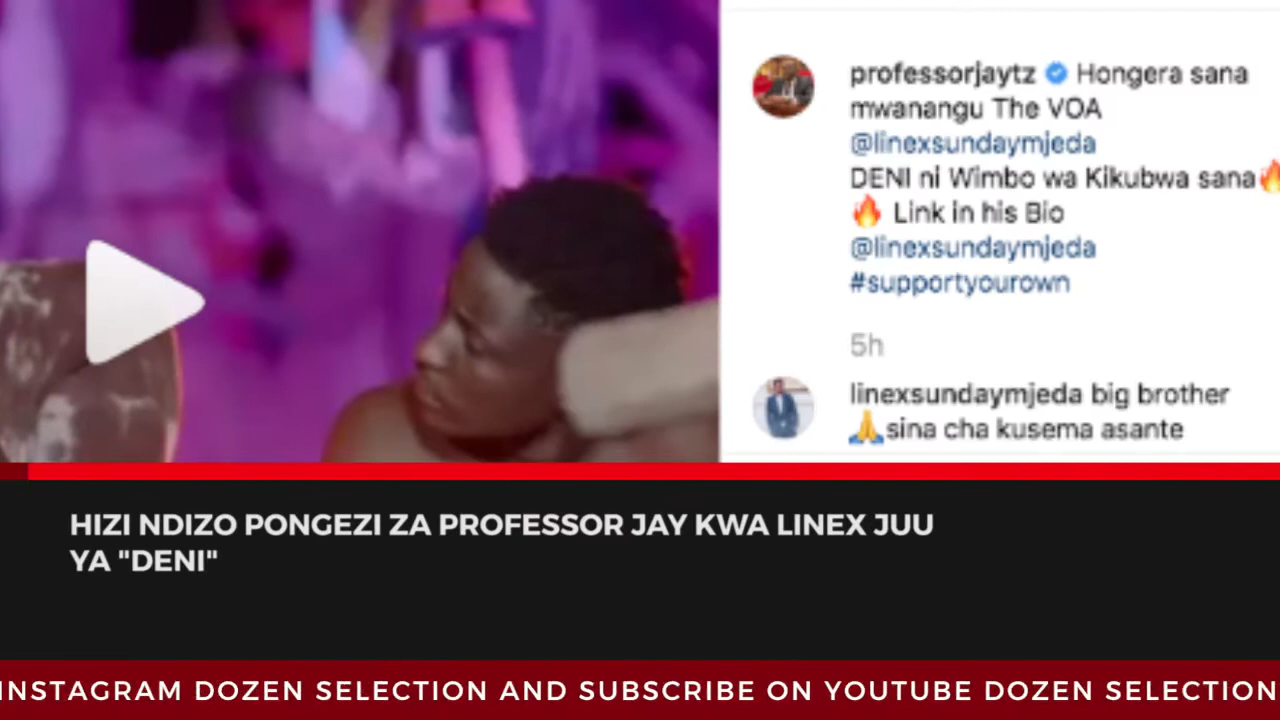 professorjaytz Hongera sana
mwanangu The VOA
@linexsundaymjeda
DENI ni Wimbo wa Kikubwa sana🔥
🔥 Link in his Bio
@linexsundaymjeda
#supportyourown
5h
linexsundaymjeda big brother
🙏sina cha kusema asante
HIZI NDIZO PONGEZI ZA PROFESSOR JAY KWA LINEX JUU
YA "DENI"
INSTAGRAM DOZEN SELECTION AND SUBSCRIBE ON YOUTUBE DOZEN SELECTION